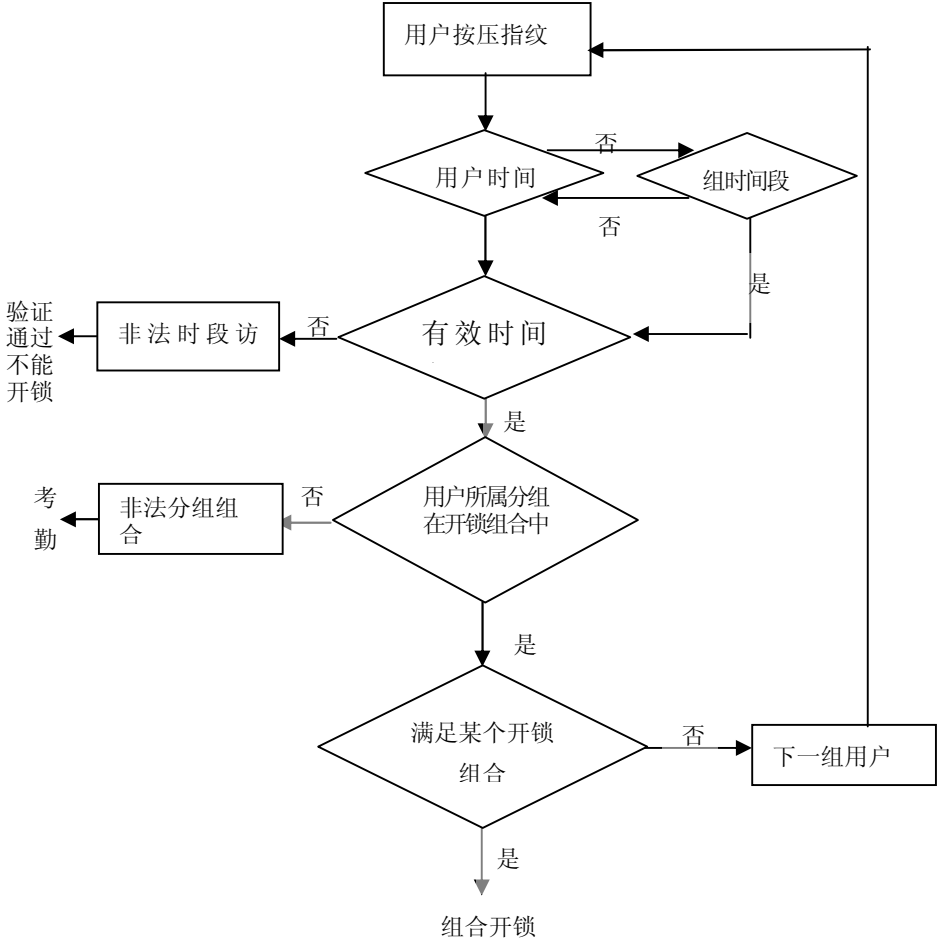 用户按压指纹
否
用户时间
组时间段
否
是
验证
通过
不能
开锁
非法时段访
否
有效时间
是
考
勤
非法分组组
合
否
用户所属分组
在开锁组合中
是
满足某个开锁
组合
否
下一组用户
是
组合开锁